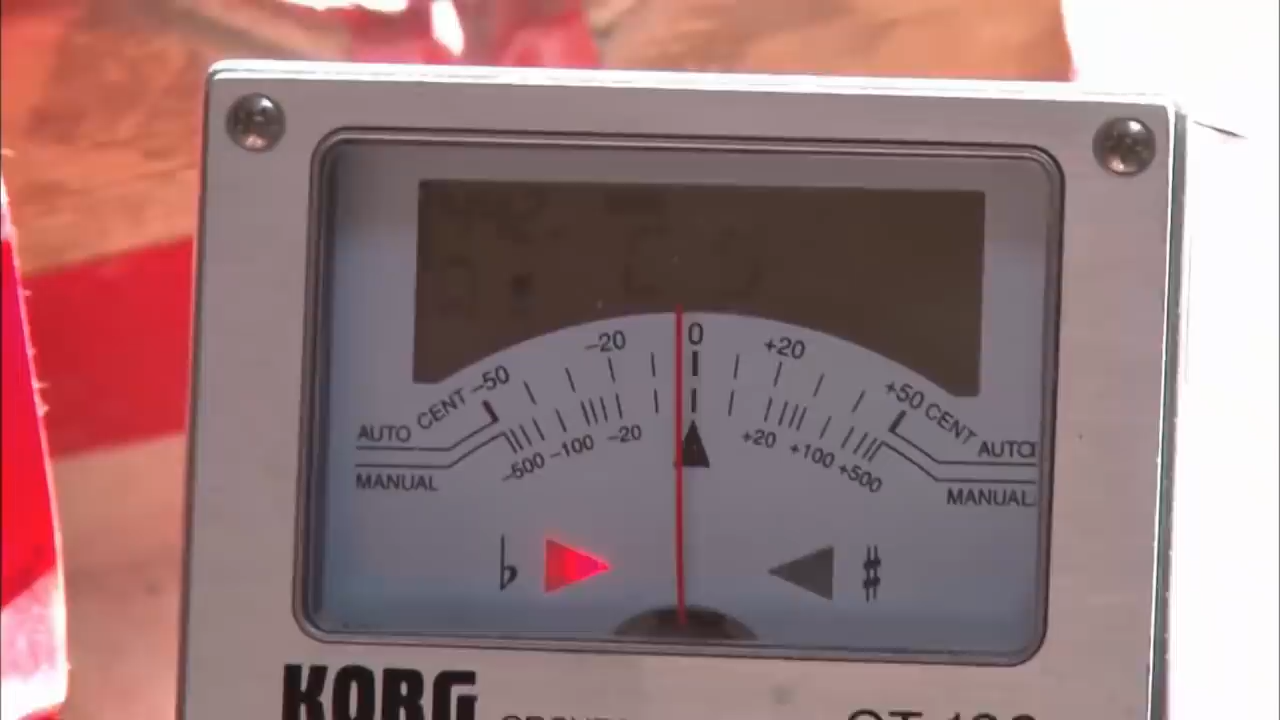 -20 0 +20
CENT -50 +50 CENT
AUTO AUTO
-500 -100 -20 +20 +100 +500
MANUAL MANUAL
♭ ♯
KORG